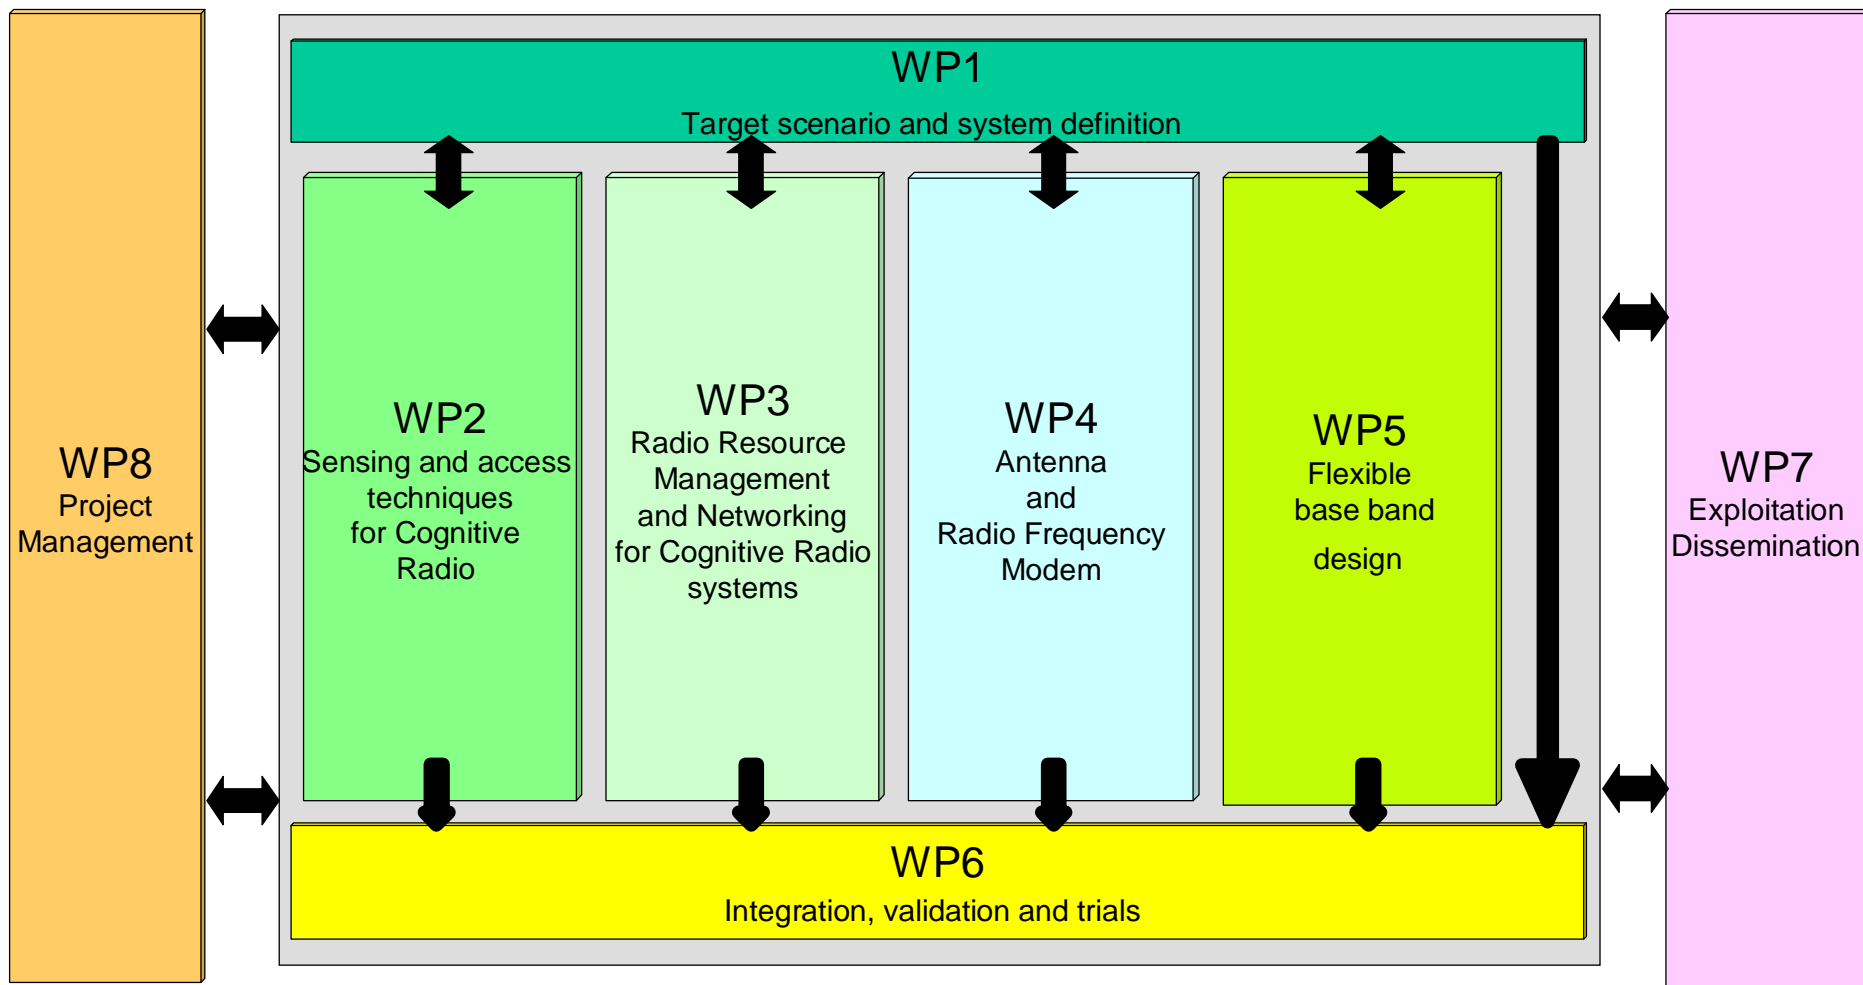 WP1
Target scenario and system definition
WP8
Project
Management
WP2
Sensing and access
techniques
for Cognitive
Radio
WP3
Radio Resource
Management
and Networking
for Cognitive Radio
systems
WP4
Antenna
and
Radio Frequency
Modem
WP5
Flexible
base band
design
WP7
Exploitation
Dissemination
WP6
Integration, validation and trials